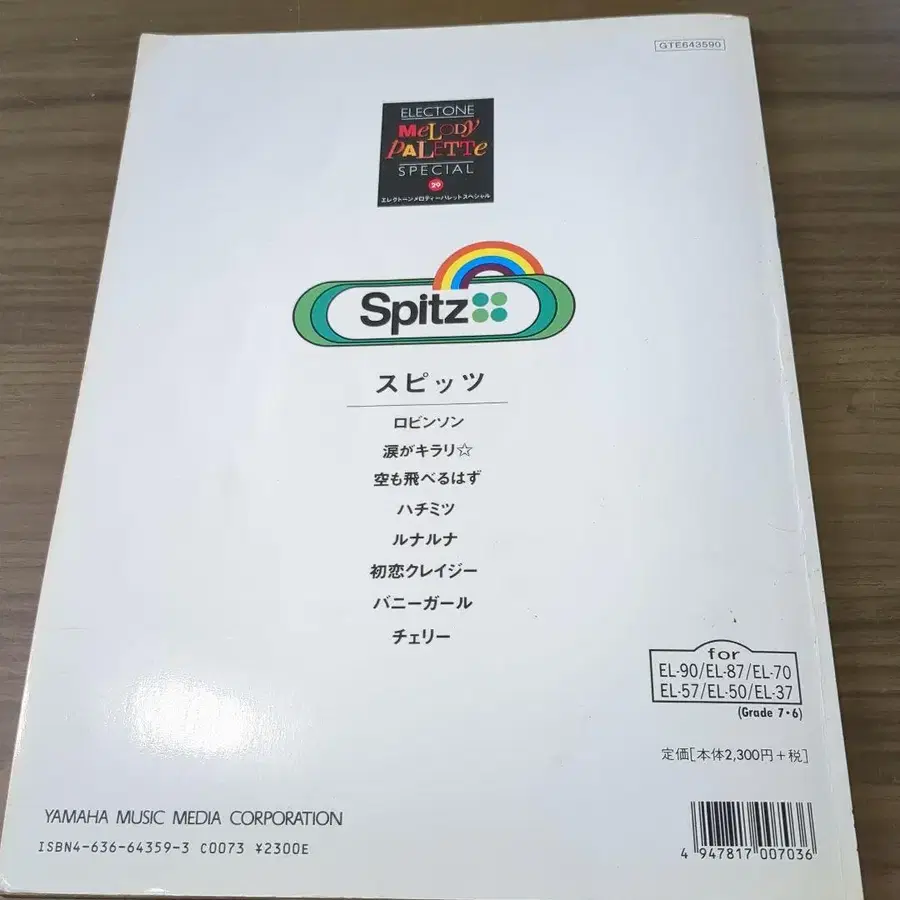 GTE643590
ELECTONE
MeLODY
PALETTe
SPECIAL
29
エレクトーンメロディーパレットスペシャル
Spitz
スピッツ
ロビンソン
涙がキラリ☆
空も飛べるはず
ハチミツ
ルナルナ
初恋クレイジー
バニーガール
チェリー
for
EL-90/EL-87/EL-70
EL-57/EL-50/EL-37
(Grade 7・6)
定価[本体2,300円+税]
YAMAHA MUSIC MEDIA CORPORATION
ISBN4-636-64359-3 C0073 ¥2300E
4 947817 007036